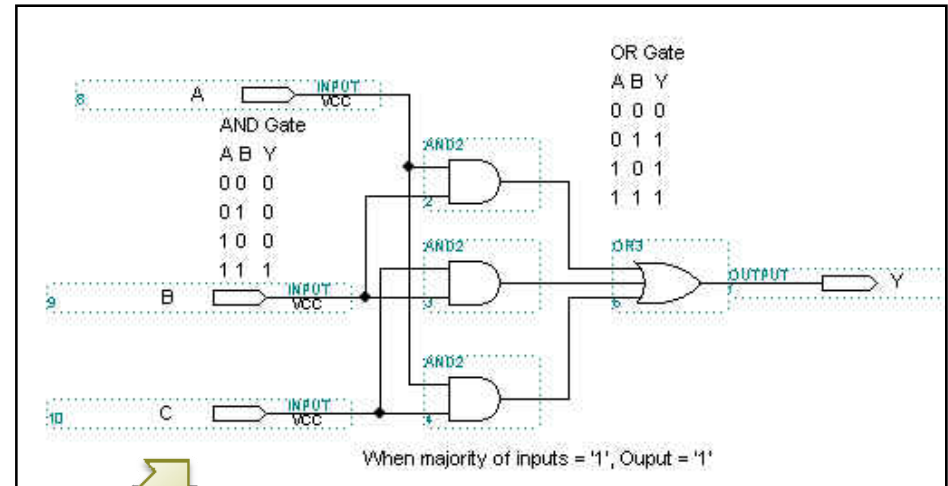 OR Gate
A B Y
0 0 0
0 1 1
1 0 1
1 1 1
8 A INPUT
VCC
AND Gate
A B Y
0 0 0
0 1 0
1 0 0
1 1 1
AND2
2
AND2
3
AND2
4
OR3
6
OUTPUT
7
Y
9 B INPUT
VCC
10 C INPUT
VCC
When majority of inputs = '1', Ouput = '1'